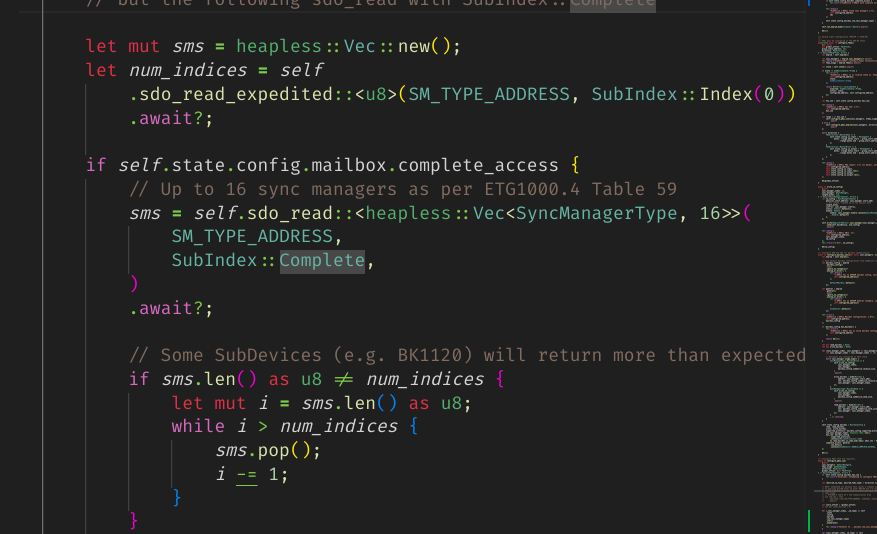 // but the following sdo_read with SubIndex::Complete
let mut sms = heapless::Vec::new();
let num_indices = self
.sdo_read_expedited::<u8>(SM_TYPE_ADDRESS, SubIndex::Index(0))
.await?;
if self.state.config.mailbox.complete_access {
// Up to 16 sync managers as per ETG1000.4 Table 59
sms = self.sdo_read::<heapless::Vec<SyncManagerType, 16>>(
SM_TYPE_ADDRESS,
SubIndex::Complete,
)
.await?;
// Some SubDevices (e.g. BK1120) will return more than expected
if sms.len() as u8 != num_indices {
let mut i = sms.len() as u8;
while i > num_indices {
sms.pop();
i -= 1;
}
}